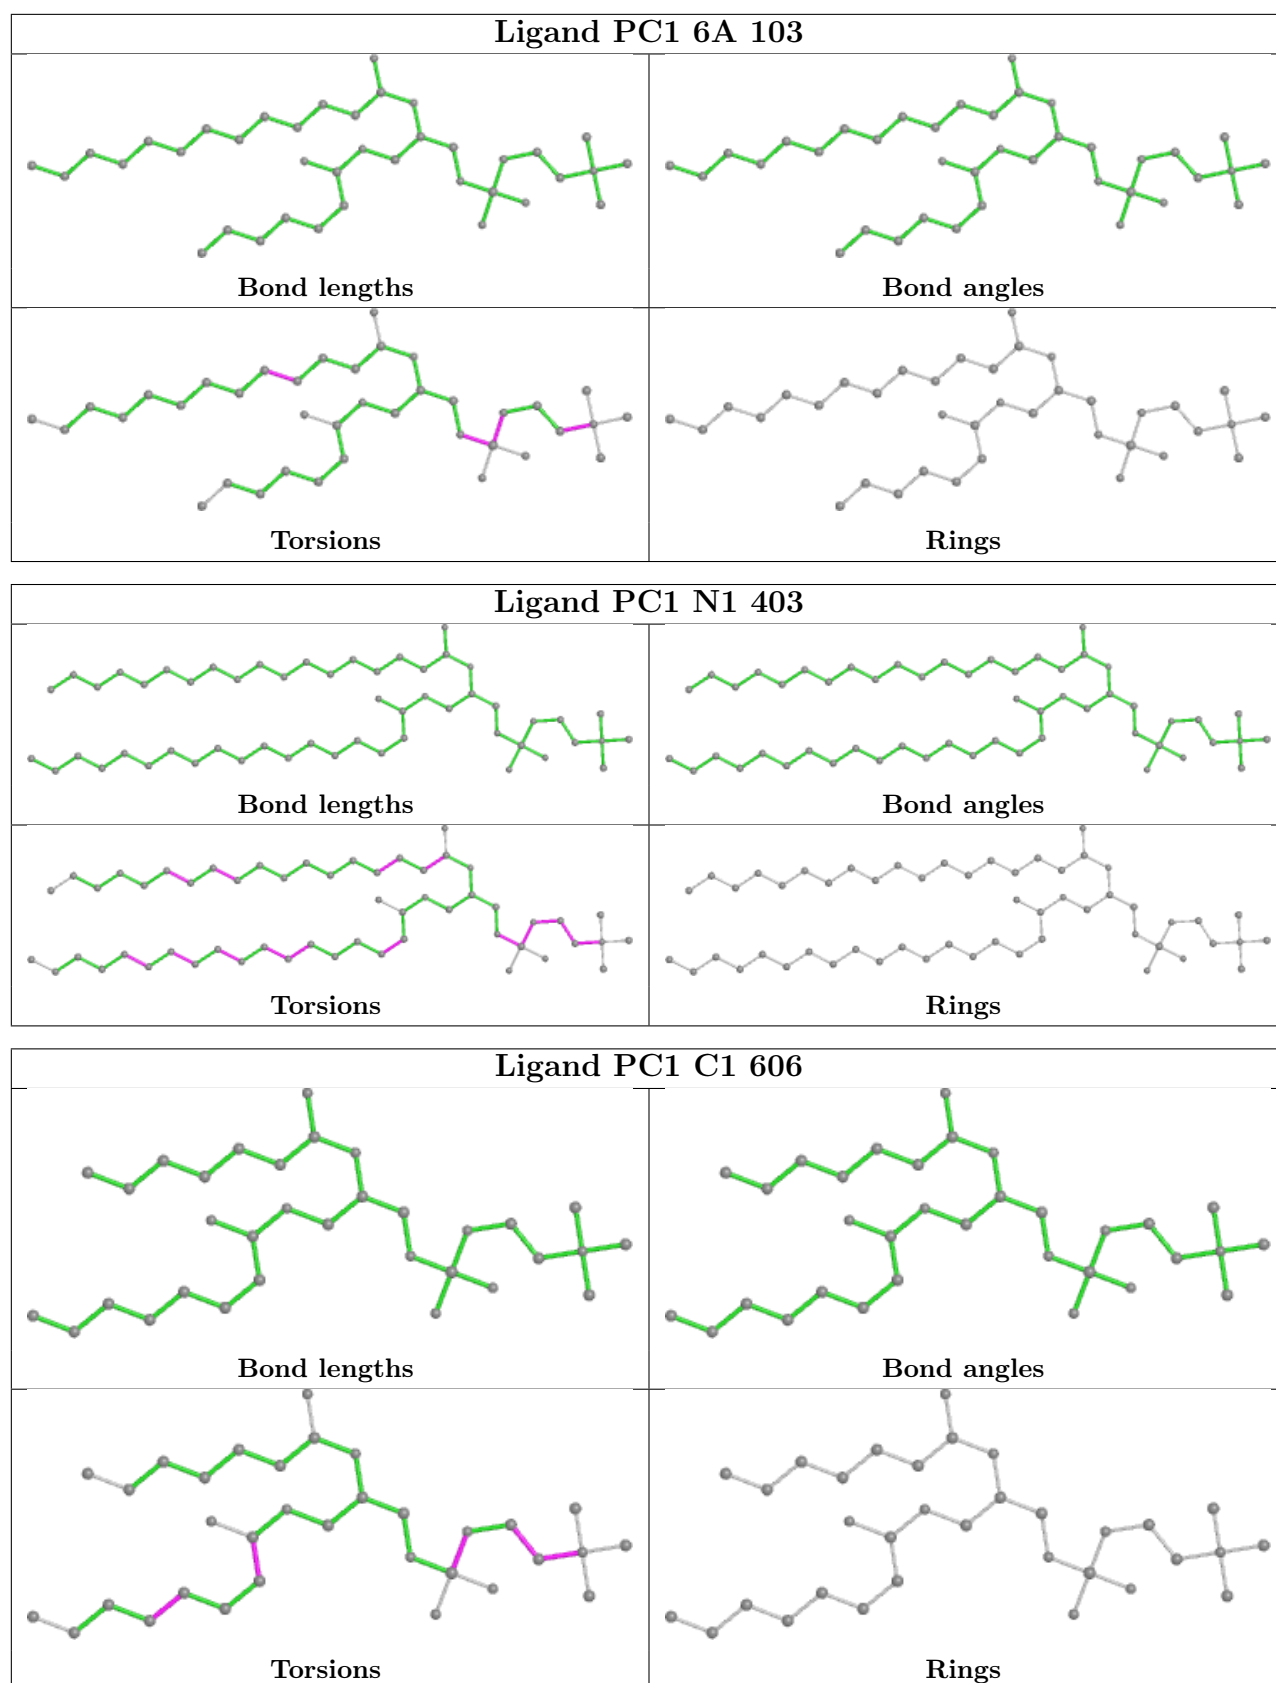 Ligand PC1 6A 103
Bond lengths
Bond angles
Torsions
Rings
Ligand PC1 N1 403
Bond lengths
Bond angles
Torsions
Rings
Ligand PC1 C1 606
Bond lengths
Bond angles
Torsions
Rings